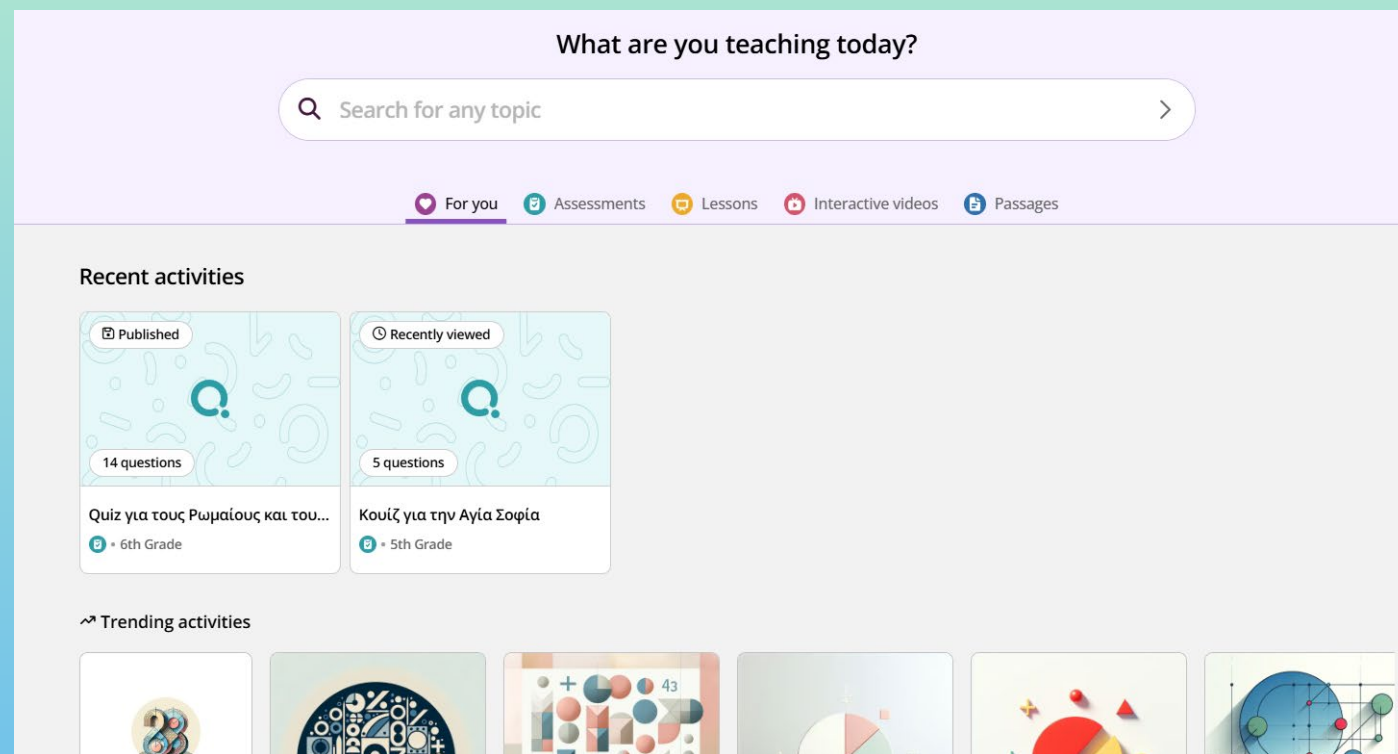 What are you teaching today?
Search for any topic
For you Assessments Lessons Interactive videos Passages
Recent activities
Published Recently viewed
14 questions 5 questions
Quiz για τους Ρωμαίους και του... Κουίζ για την Αγία Σοφία
• 6th Grade • 5th Grade
Trending activities
43